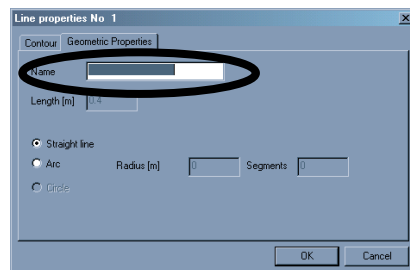 Line properties No 1
Contour Geometric Properties
Name
Length [m] 0.4
Straight line
Arc Radius [m] 0 Segments 0
Circle
OK Cancel